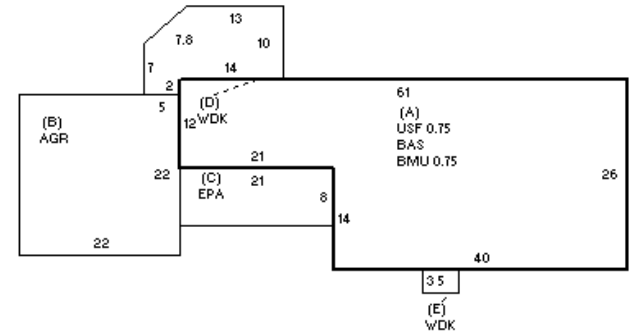 13
7.8
10
7
14
2
5
(B)
AGR
12
(D)
WDK
61
(A)
USF 0.75
BAS
BMU 0.75
21
22
(C)
EPA
21
8
26
14
22
40
3 5
(E)
WDK